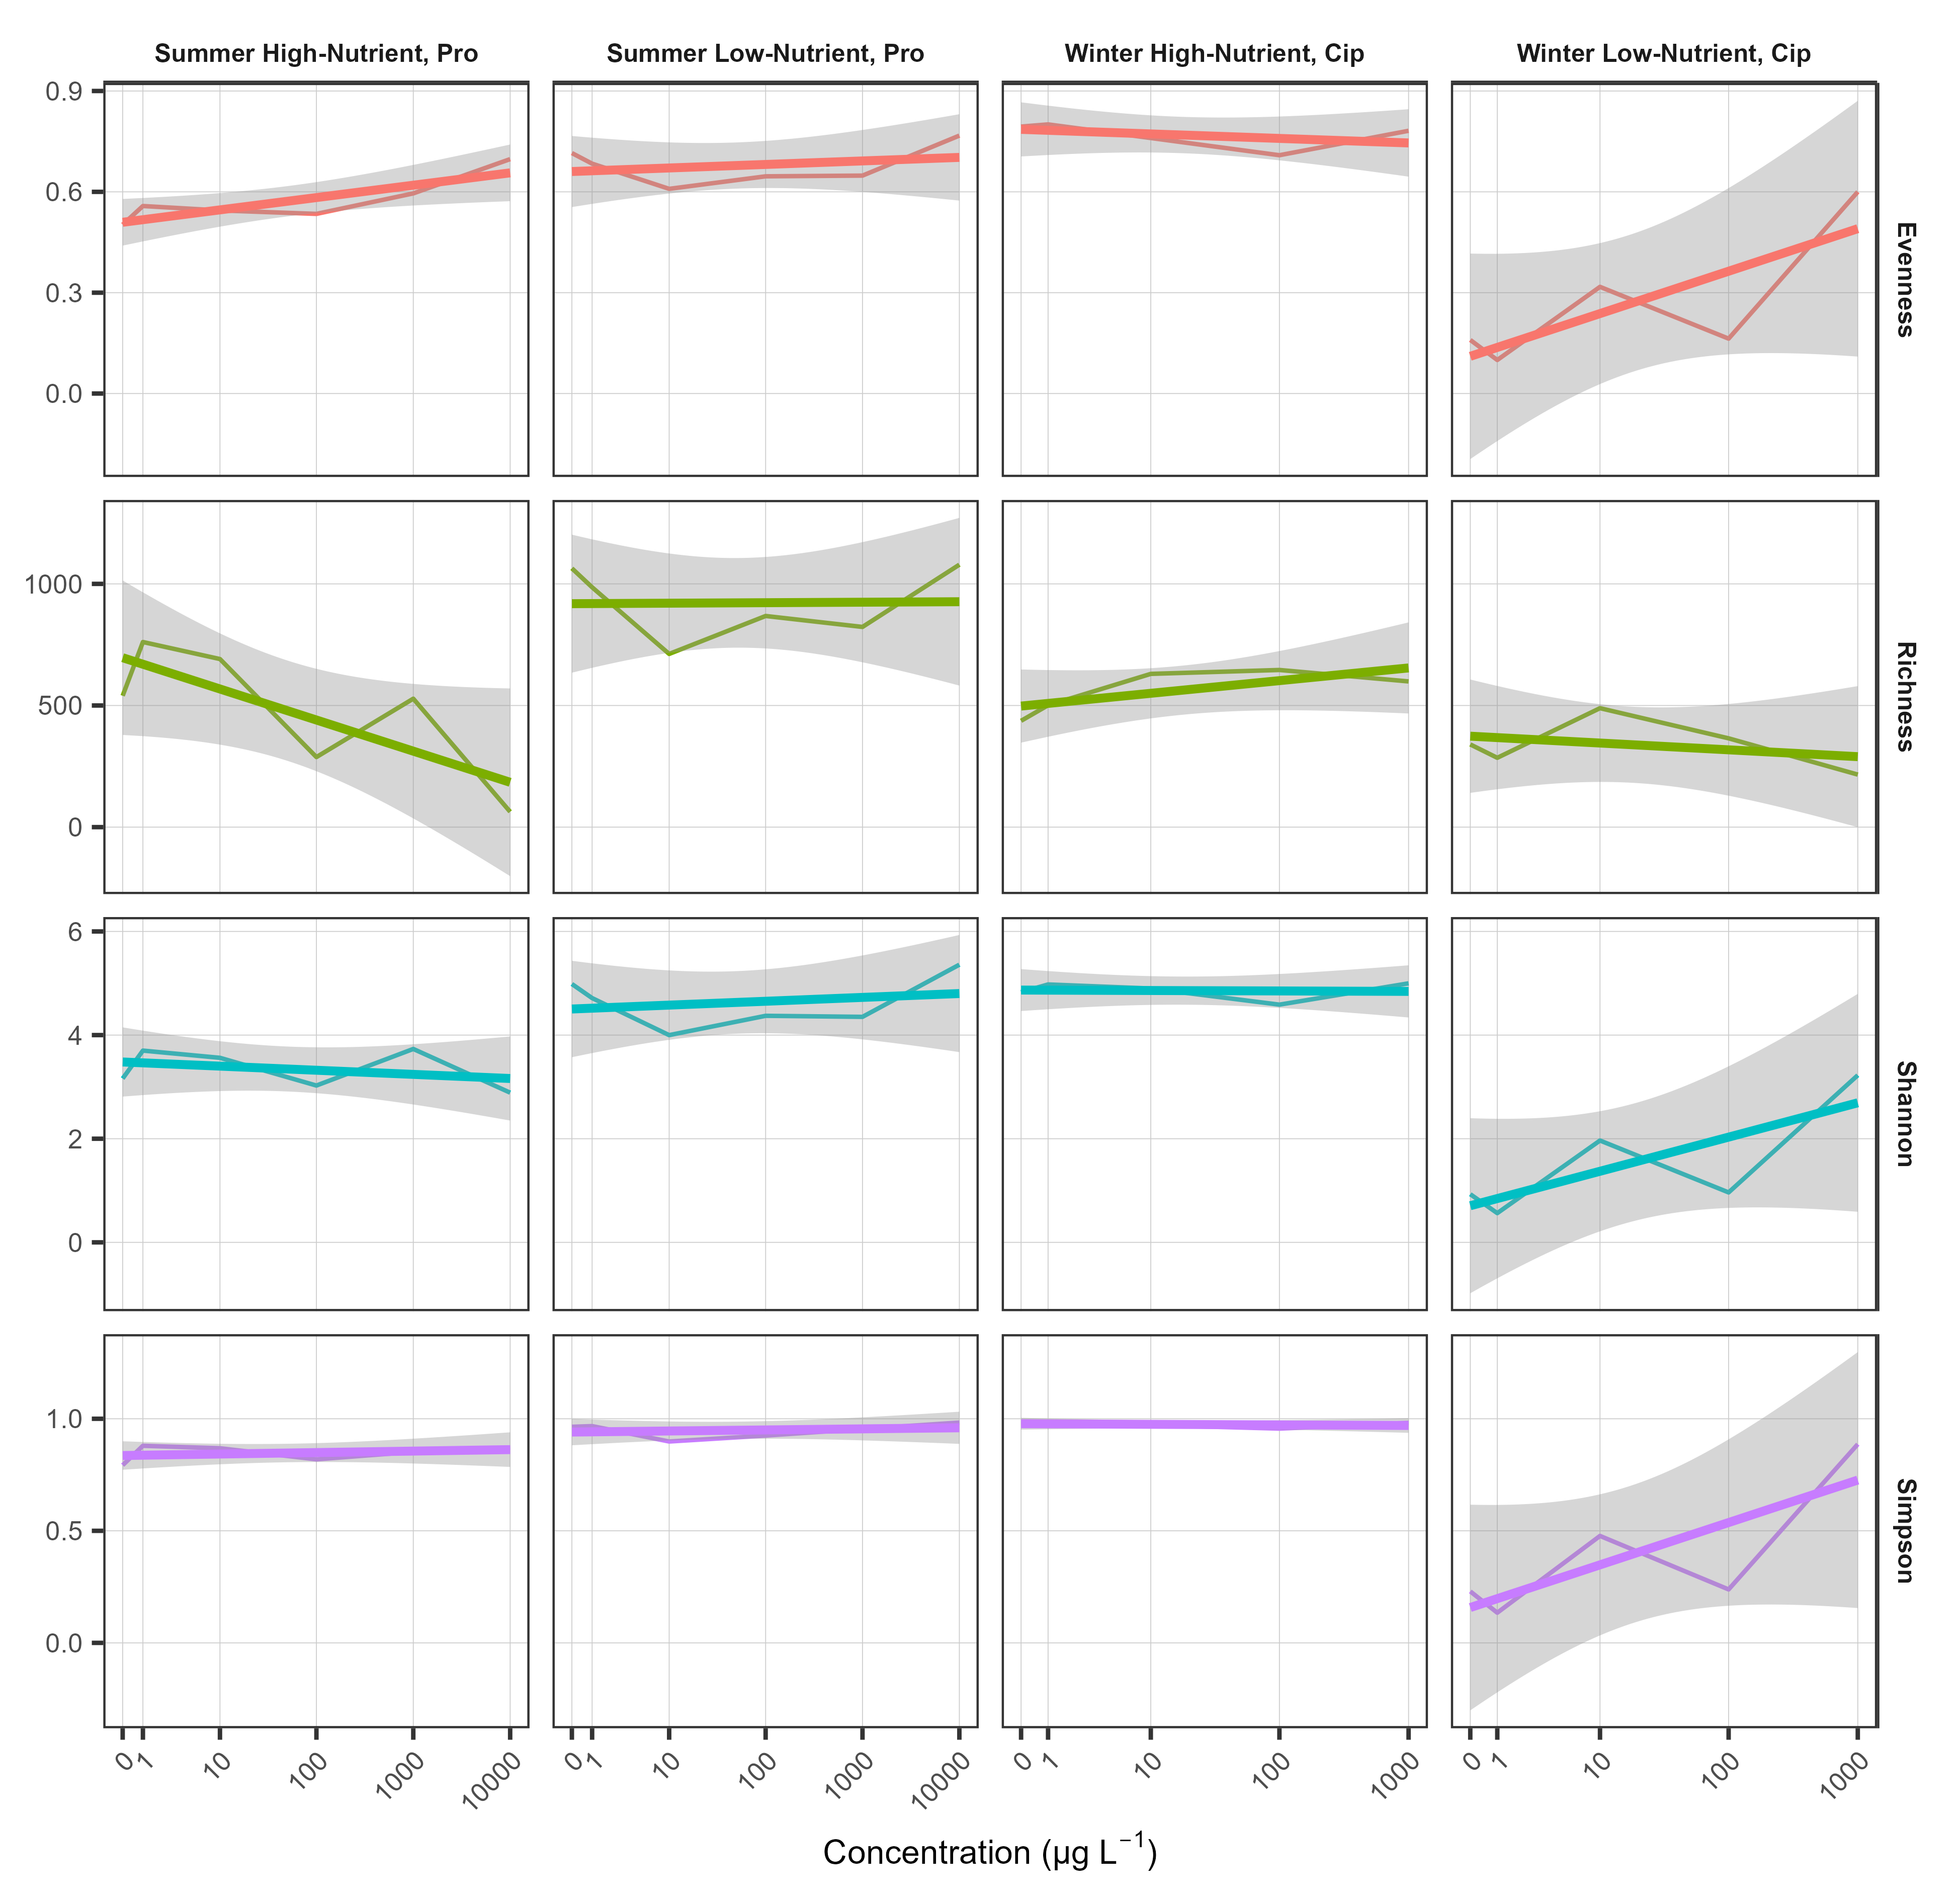 Summer High-Nutrient, Pro Summer Low-Nutrient, Pro Winter High-Nutrient, Cip Winter Low-Nutrient, Cip
0.9
0.6
0.3
0.0
Evenness
1000
500
0
Richness
6
4
2
0
Shannon
1.0
0.5
0.0
Simpson
0 1 10 100 1000 10000 0 1 10 100 1000 10000 0 1 10 100 1000 0 1 10 100 1000
Concentration (µg L⁻¹)